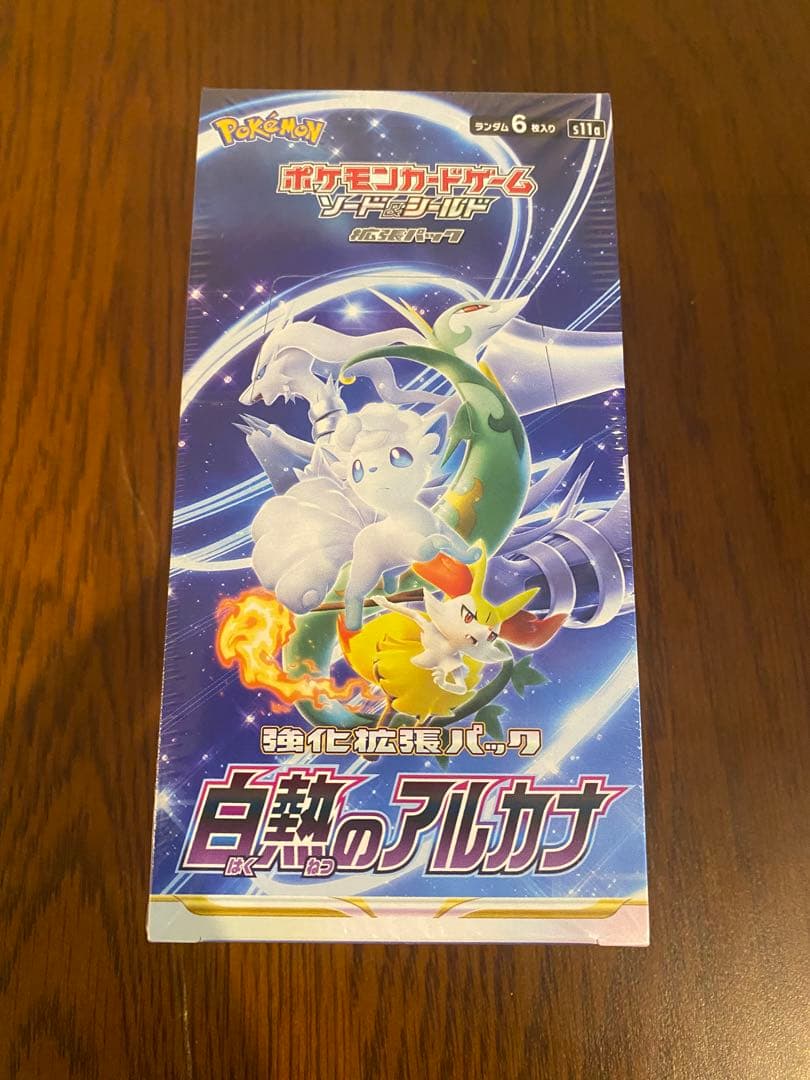 Pokémon
ランダム6枚入り s11a
ポケモンカードゲーム
ソード&シールド
拡張パック
強化拡張パック
白熱のアルカナ
はく ねつ